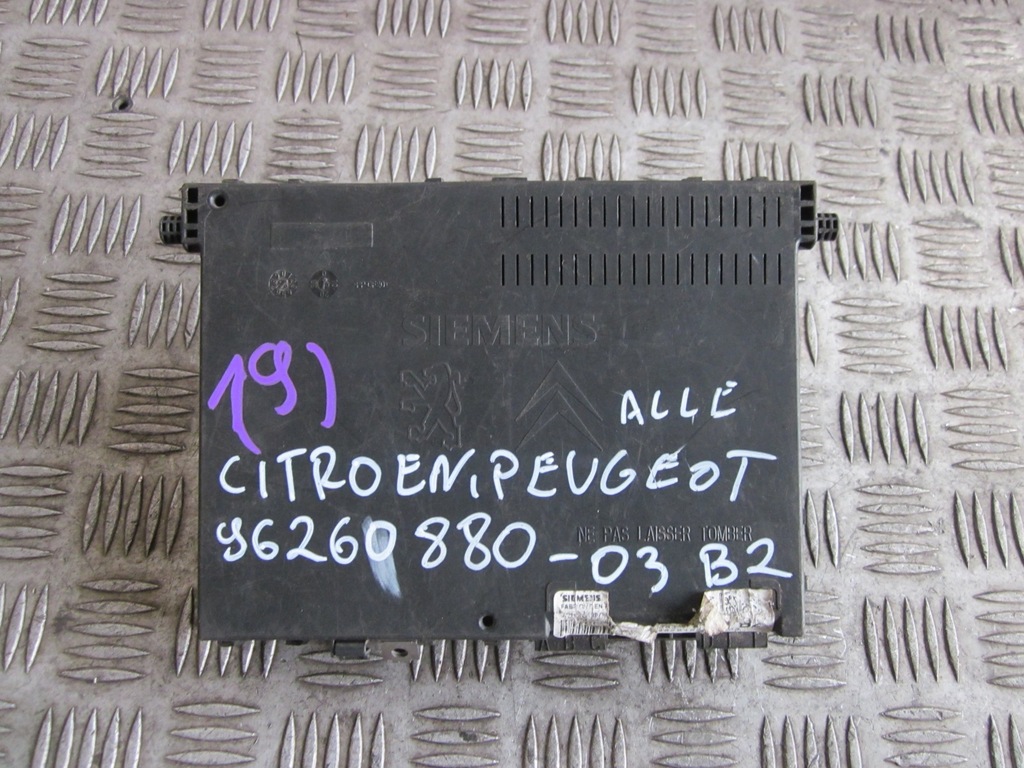 SIEMENS
19)
ALLE
CITROEN, PEUGEOT
NE PAS LAISSER TOMBER
96260880-03 B2
SIEMENS
A B C